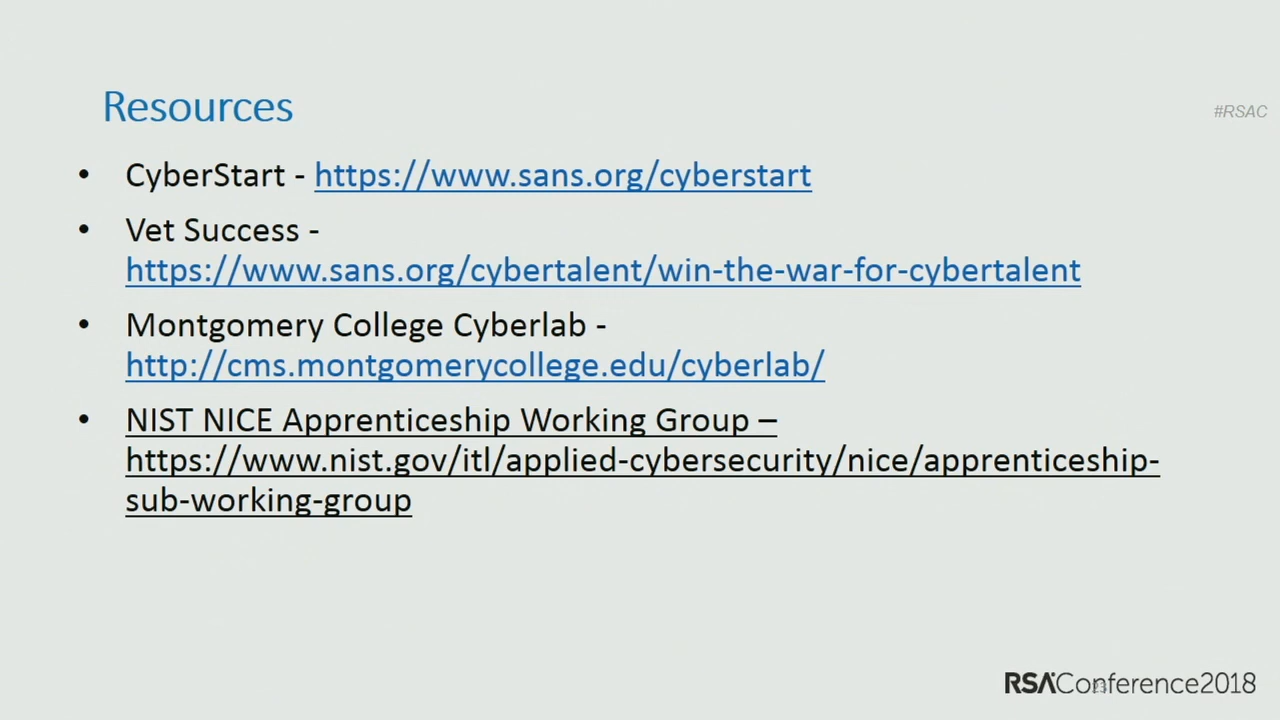 Resources
#RSAC
• CyberStart - https://www.sans.org/cyberstart
• Vet Success -
https://www.sans.org/cybertalent/win-the-war-for-cybertalent
• Montgomery College Cyberlab -
http://cms.montgomerycollege.edu/cyberlab/
• NIST NICE Apprenticeship Working Group –
https://www.nist.gov/itl/applied-cybersecurity/nice/apprenticeship-
sub-working-group
RSAConference2018